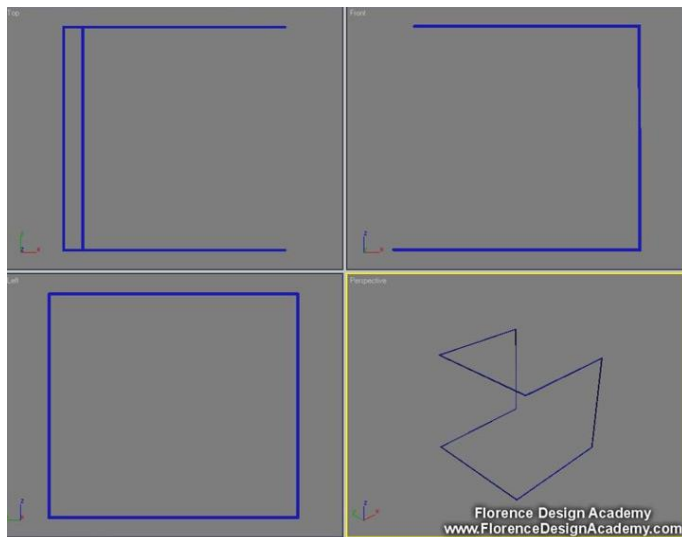 Top
Front
Left
Perspective
Florence Design Academy
www.FlorenceDesignAcademy.com